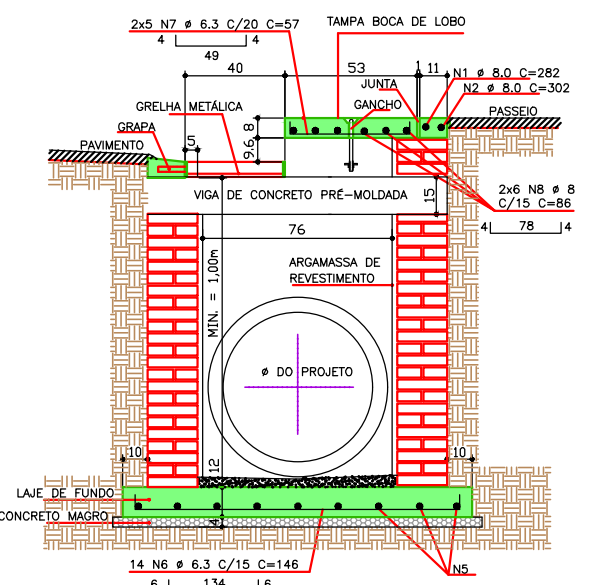 2x5 N7 ø 6.3 C/20 C=57
4 4
49
TAMPA BOCA DE LOBO
40
53
1 11
N1 ø 8.0 C=282
N2 ø 8.0 C=302
JUNTA
GANCHO
PASSEIO
GRELHA METÁLICA
GRAPA
PAVIMENTO
5
8
9.6
VIGA DE CONCRETO PRÉ-MOLDADA
15
2x6 N8 ø 8
C/15 C=86
4 78 4
76
ARGAMASSA DE
REVESTIMENTO
MIN. = 1,00m
ø DO PROJETO
10
10
12
LAJE DE FUNDO
CONCRETO MAGRO
4
14 N6 ø 6.3 C/15 C=146
N5
6 134 6